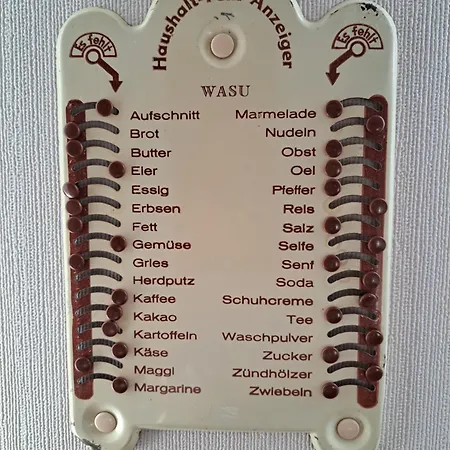 Haushalt-
Anzeiger
Es fehlt
Es fehlt
WASU
Aufschnitt Marmelade
Brot Nudeln
Butter Obst
Eier Oel
Essig Pfeffer
Erbsen Reis
Fett Salz
Gemüse Seife
Gries Senf
Herdputz Soda
Kaffee Schuhcreme
Kakao Tee
Kartoffeln Waschpulver
Käse Zucker
Maggi Zündhölzer
Margarine Zwiebeln